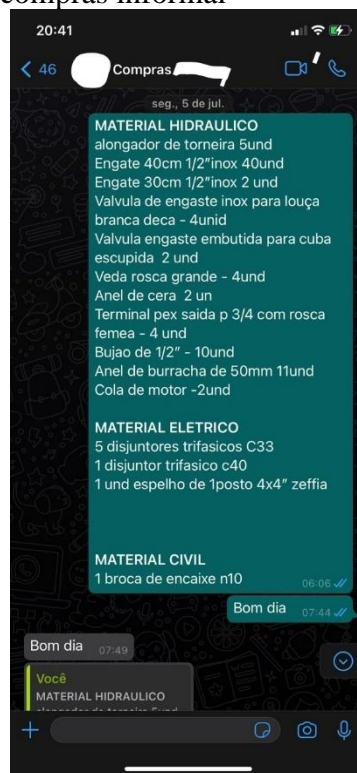 compras informal
20:41
46
Compras
seg., 5 de jul.
MATERIAL HIDRAULICO
alongador de torneira 5und
Engate 40cm 1/2"inox 40und
Engate 30cm 1/2"inox 2 und
Valvula de engaste inox para louça
branca deca - 4unid
Valvula engaste embutida para cuba
escupida 2 und
Veda rosca grande - 4und
Anel de cera 2 un
Terminal pex saida p 3/4 com rosca
femea - 4 und
Bujao de 1/2" - 10und
Anel de burracha de 50mm 11und
Cola de motor -2und
MATERIAL ELETRICO
5 disjuntores trifasicos C33
1 disjuntor trifasico c40
1 und espelho de 1posto 4x4" zeffia
MATERIAL CIVIL
1 broca de encaixe n10
06:06
Bom dia 07:44
Bom dia 07:49
Você
MATERIAL HIDRAULICO
alongador de torneira 5und